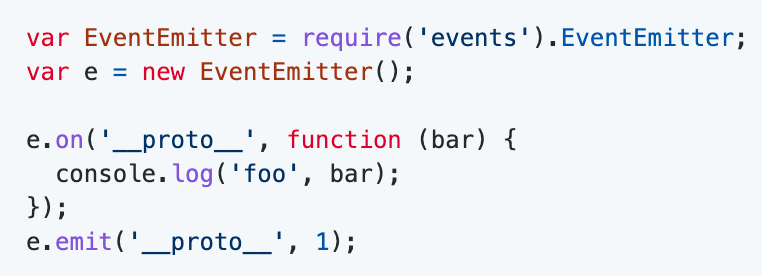 var EventEmitter = require('events').EventEmitter;
var e = new EventEmitter();

e.on('__proto__', function (bar) {
  console.log('foo', bar);
});
e.emit('__proto__', 1);